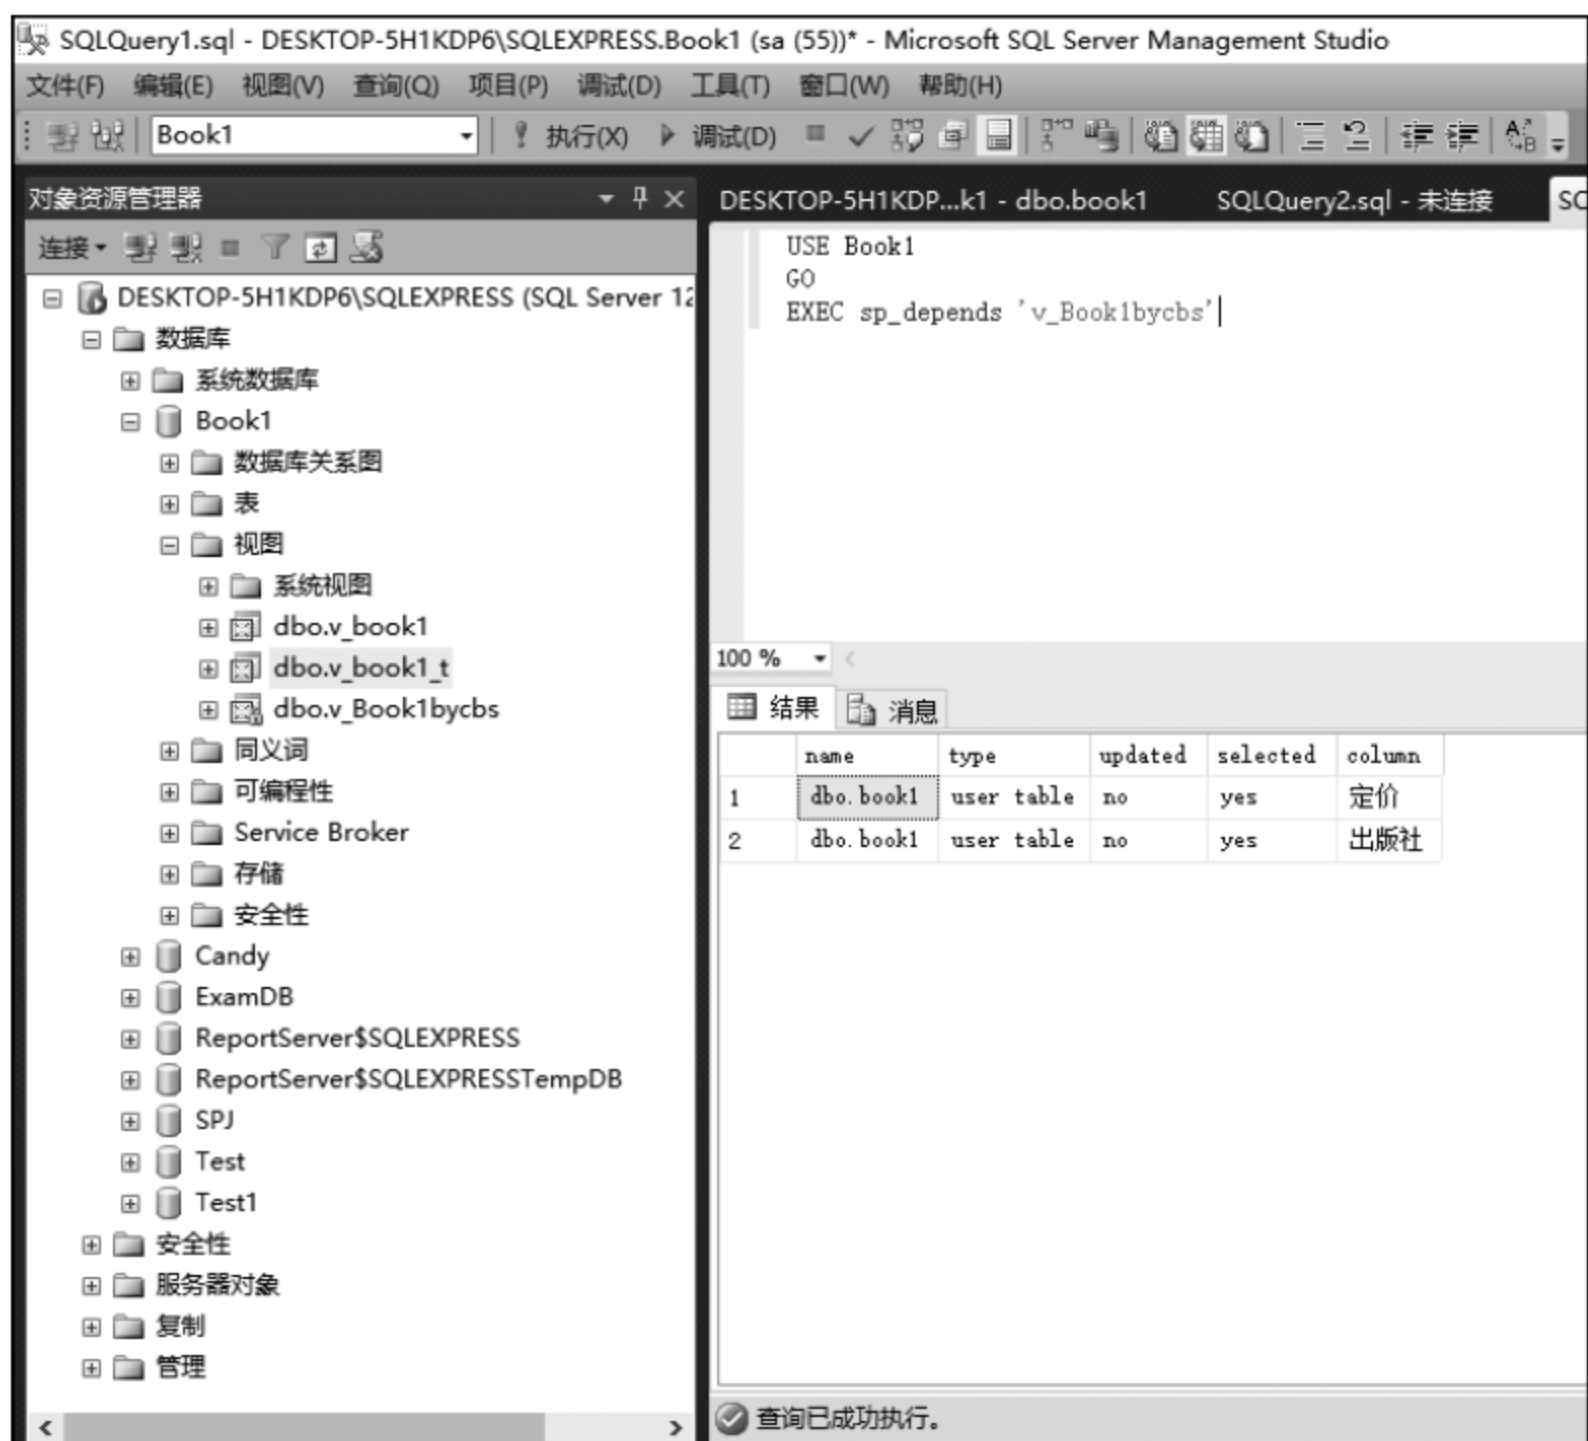 SQLQuery1.sql - DESKTOP-5H1KDP6\SQLEXPRESS.Book1 (sa (55))* - Microsoft SQL Server Management Studio
文件(F) 编辑(E) 视图(V) 查询(Q) 项目(P) 调试(D) 工具(T) 窗口(W) 帮助(H)
Book1 执行(X) 调试(D)
对象资源管理器
连接
DESKTOP-5H1KDP6\SQLEXPRESS (SQL Server 12
数据库
系统数据库
Book1
数据库关系图
表
视图
系统视图
dbo.v_book1
dbo.v_book1_t
dbo.v_Book1bycbs
同义词
可编程性
Service Broker
存储
安全性
Candy
ExamDB
ReportServer$SQLEXPRESS
ReportServer$SQLEXPRESSTempDB
SPJ
Test
Test1
安全性
服务器对象
复制
管理
DESKTOP-5H1KDP...k1 - dbo.book1 SQLQuery2.sql - 未连接 SC
USE Book1
GO
EXEC sp_depends 'v_Book1bycbs'
100 %
结果 消息
name type updated selected column
1 dbo.book1 user table no yes 定价
2 dbo.book1 user table no yes 出版社
查询已成功执行。